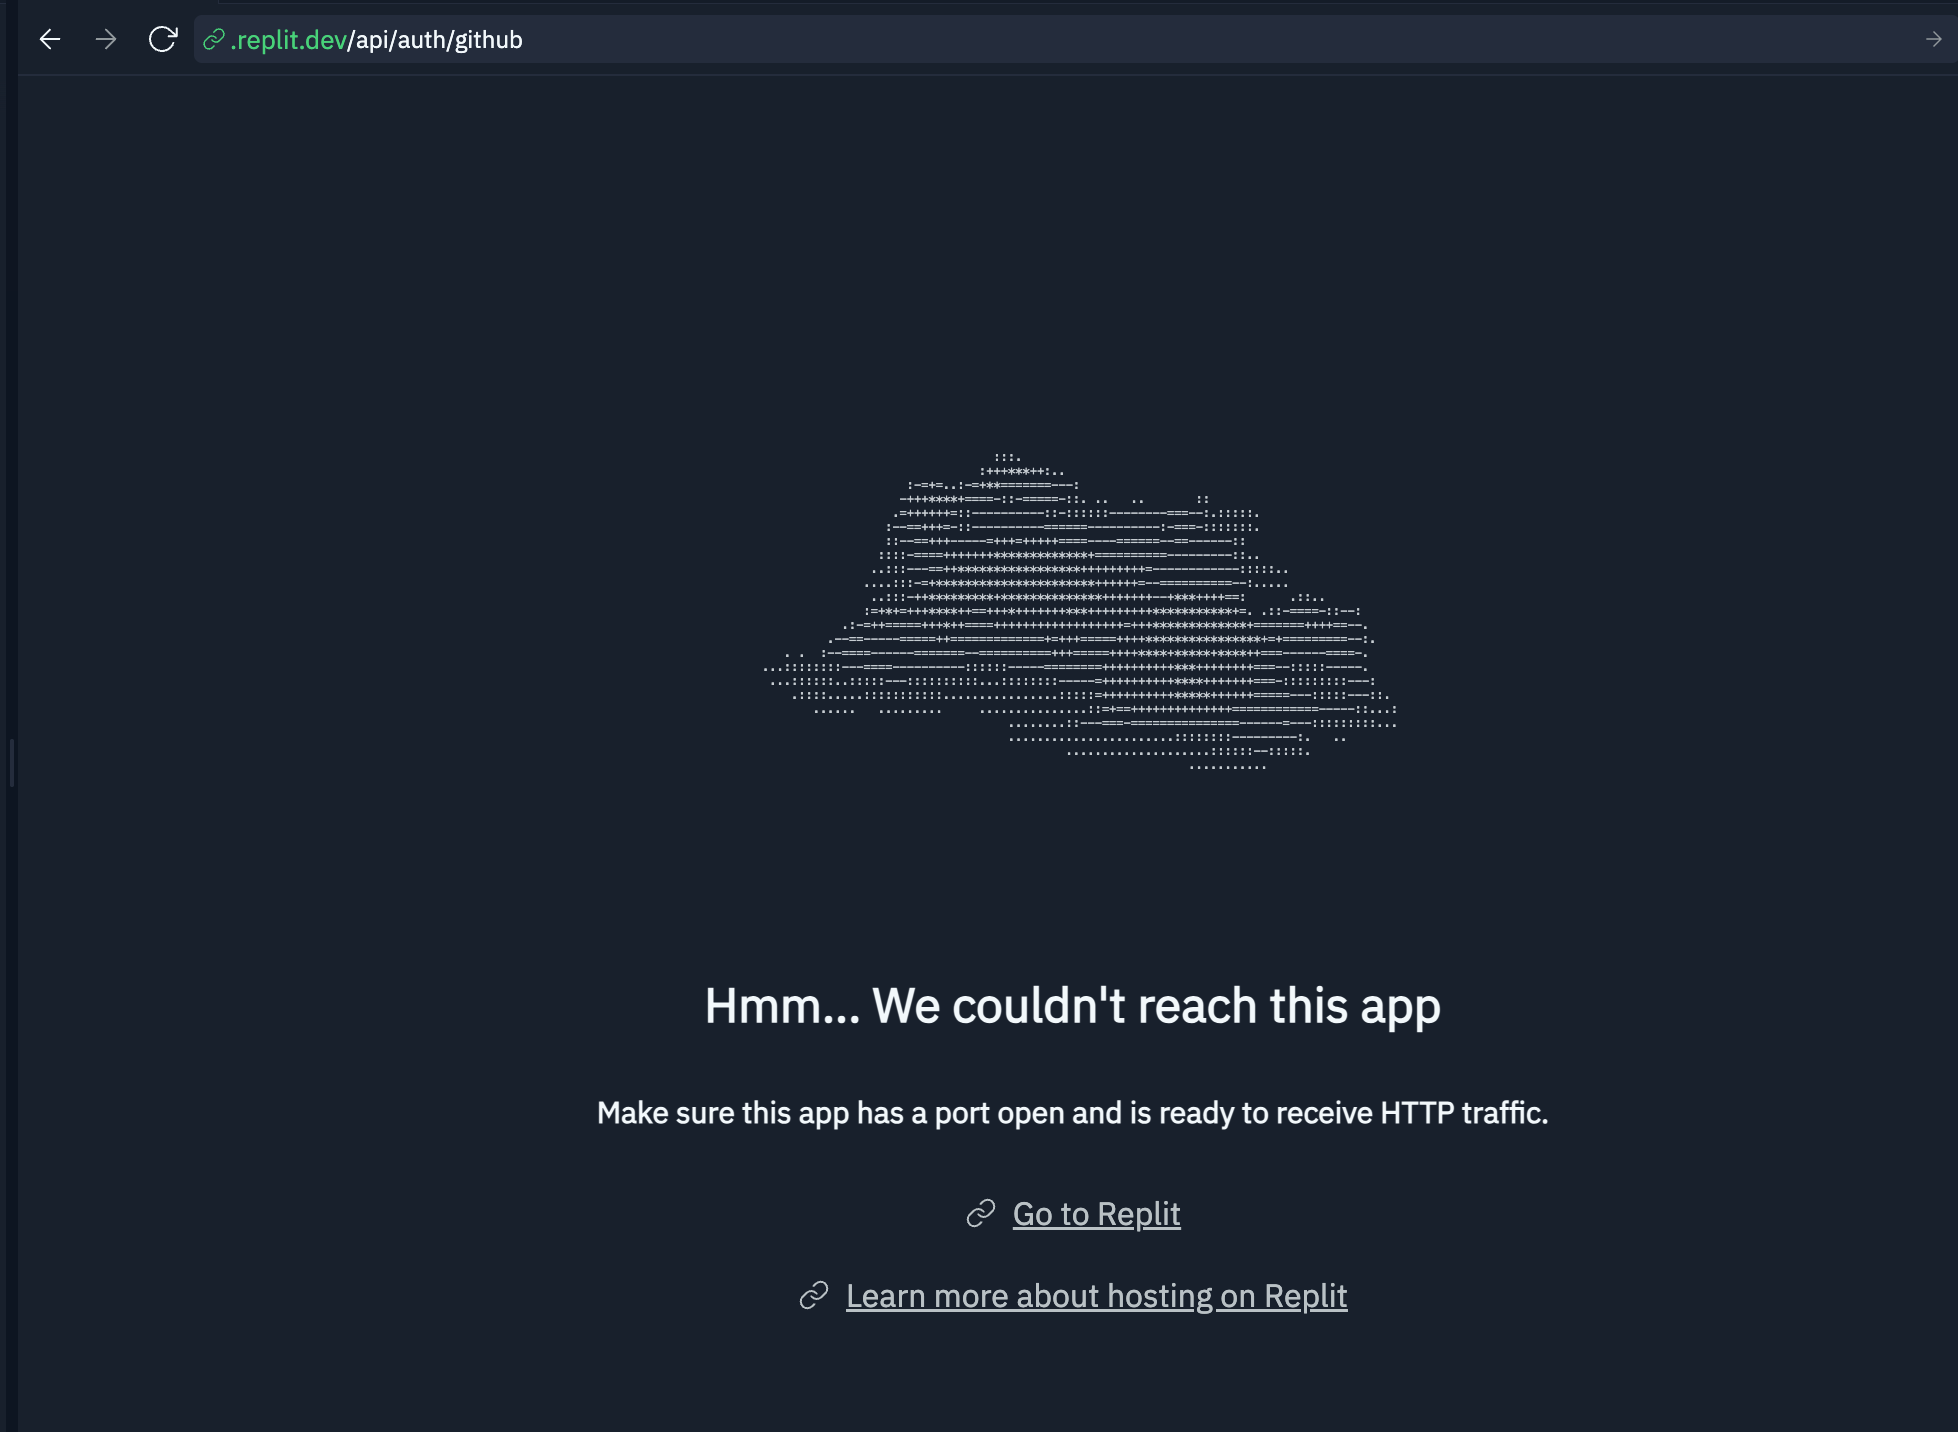 .replit.dev/api/auth/github
Hmm... We couldn't reach this app
Make sure this app has a port open and is ready to receive HTTP traffic.
Go to Replit
Learn more about hosting on Replit